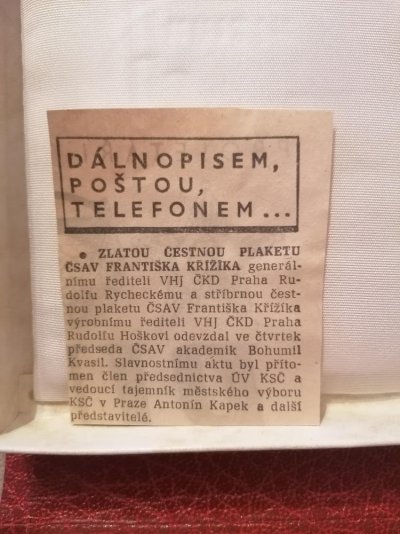 DÁLNOPISEM,
POŠTOU,
TELEFONEM...
● ZLATOU ČESTNOU PLAKETU
ČSAV FRANTIŠKA KŘIŽÍKA generál-
nímu řediteli VHJ ČKD Praha Ru-
dolfu Rycheckému a stříbrnou čest-
nou plaketu ČSAV Františka Křižíka
výrobnímu řediteli VHJ ČKD Praha
Rudolfu Hoškovi odevzdal ve čtvrtek
předseda ČSAV akademik Bohumil
Kvasil. Slavnostnímu aktu byl příto-
men člen předsednictva ÚV KSČ a
vedoucí tajemník městského výboru
KSČ v Praze Antonín Kapek a další
představitelé.